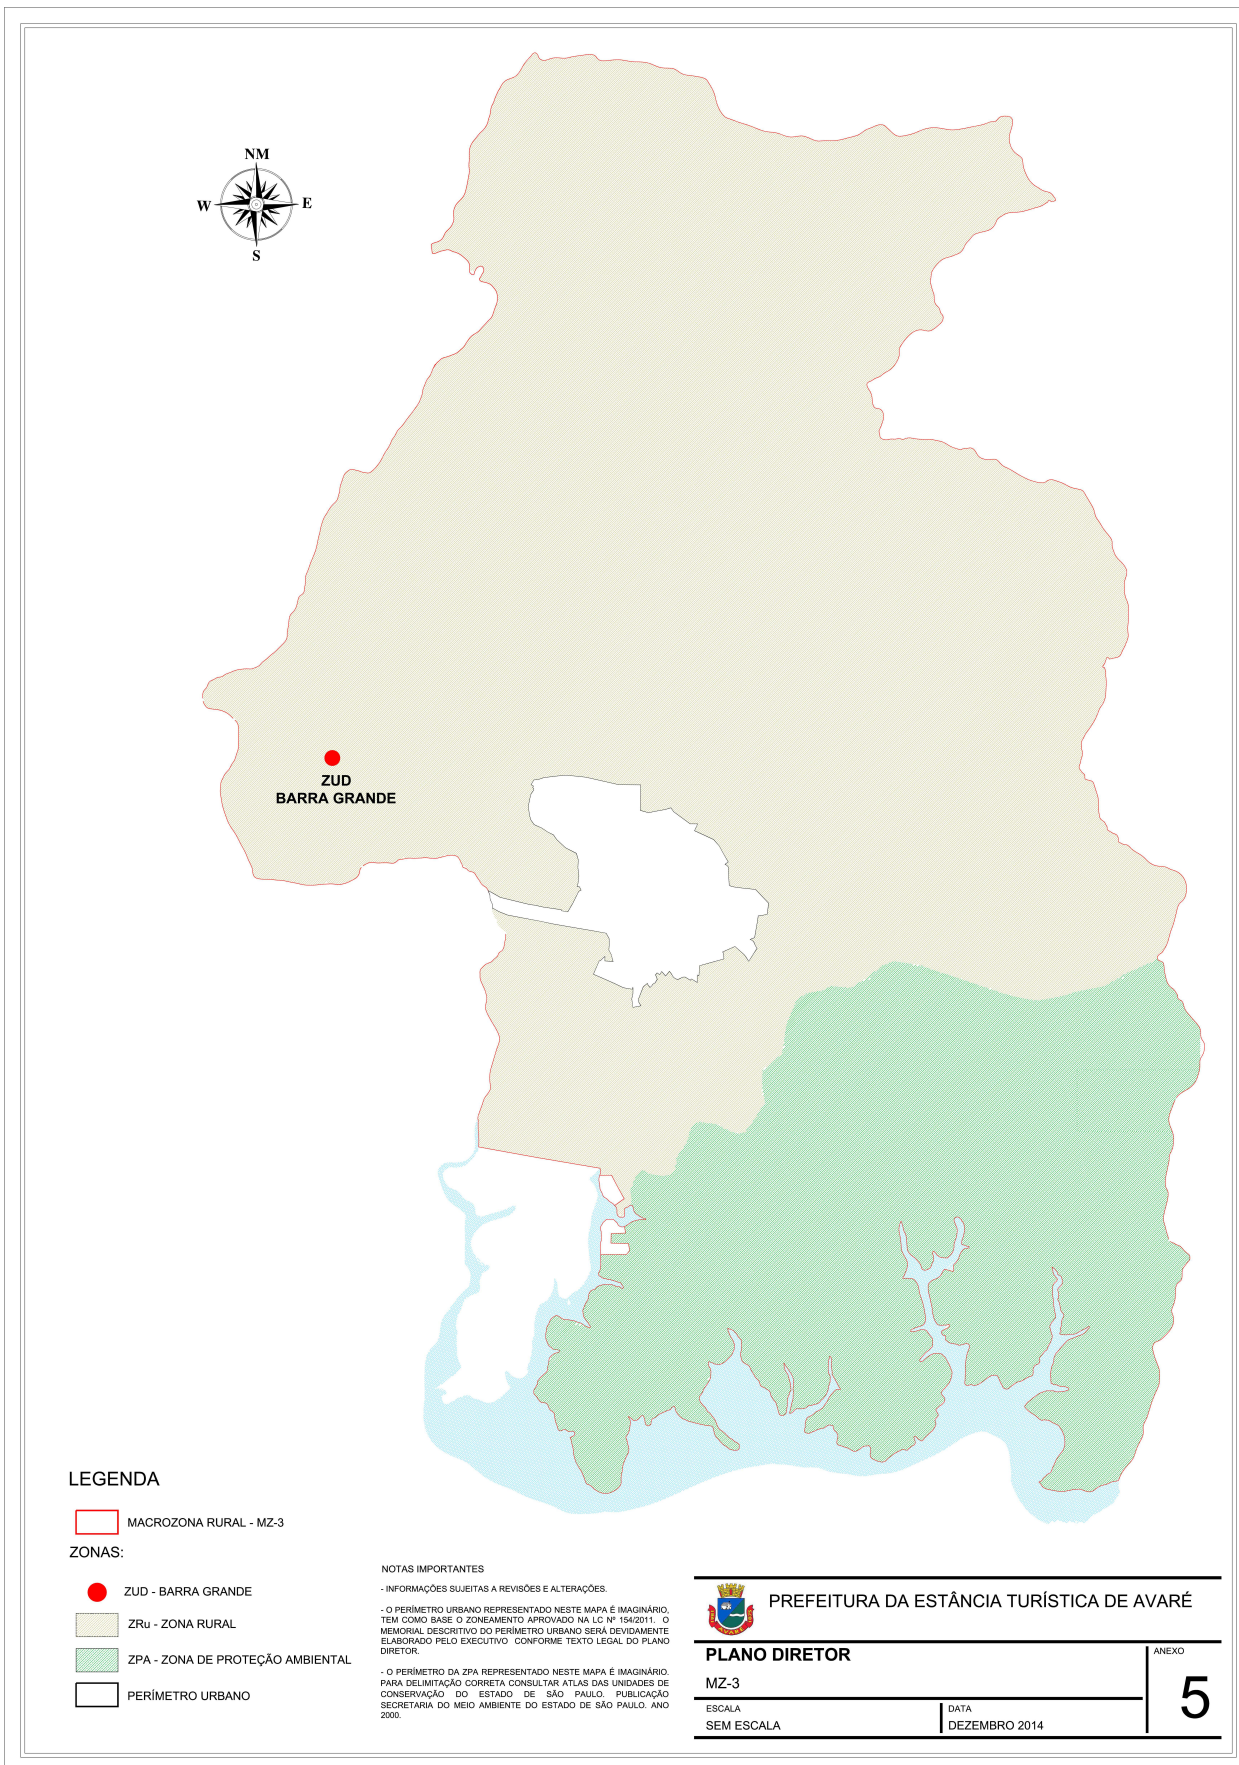 NM
W
E
S
ZUD
BARRA GRANDE
LEGENDA
MACROZONA RURAL - MZ-3
ZONAS:
ZUD - BARRA GRANDE
ZRu - ZONA RURAL
ZPA - ZONA DE PROTEÇÃO AMBIENTAL
PERÍMETRO URBANO
NOTAS IMPORTANTES
- INFORMAÇÕES SUJEITAS A REVISÕES E ALTERAÇÕES.
- O PERÍMETRO URBANO REPRESENTADO NESTE MAPA É IMAGINÁRIO,
TEM COMO BASE O ZONEAMENTO APROVADO NA LC Nº 154/2011. O
MEMORIAL DESCRITIVO DO PERÍMETRO URBANO SERÁ DEVIDAMENTE
ELABORADO PELO EXECUTIVO CONFORME TEXTO LEGAL DO PLANO
DIRETOR.
- O PERÍMETRO DA ZPA REPRESENTADO NESTE MAPA É IMAGINÁRIO.
PARA DELIMITAÇÃO CORRETA CONSULTAR ATLAS DAS UNIDADES DE
CONSERVAÇÃO DO ESTADO DE SÃO PAULO. PUBLICAÇÃO
SECRETARIA DO MEIO AMBIENTE DO ESTADO DE SÃO PAULO. ANO
2000.
AVARÉ
PREFEITURA DA ESTÂNCIA TURÍSTICA DE AVARÉ
PLANO DIRETOR
MZ-3
ANEXO
5
ESCALA
SEM ESCALA
DATA
DEZEMBRO 2014